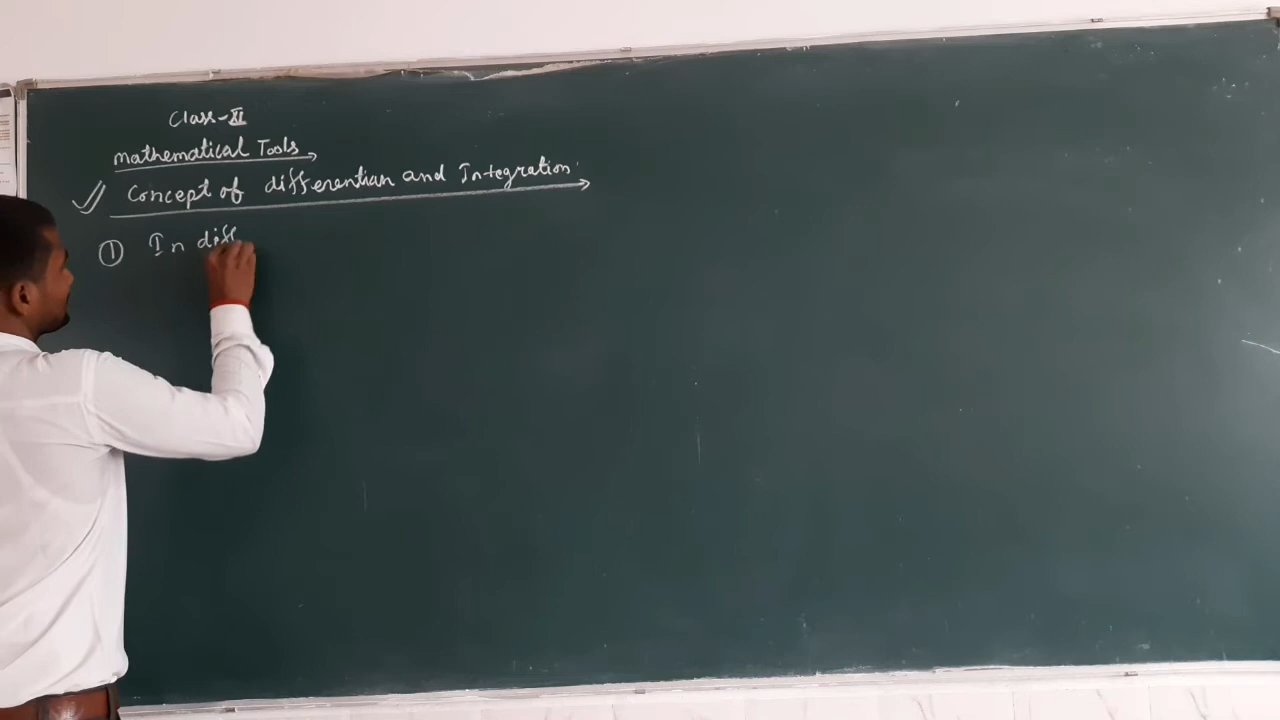 Class-XI
Mathematical Tools
Concept of differentian and Integration
① In diff